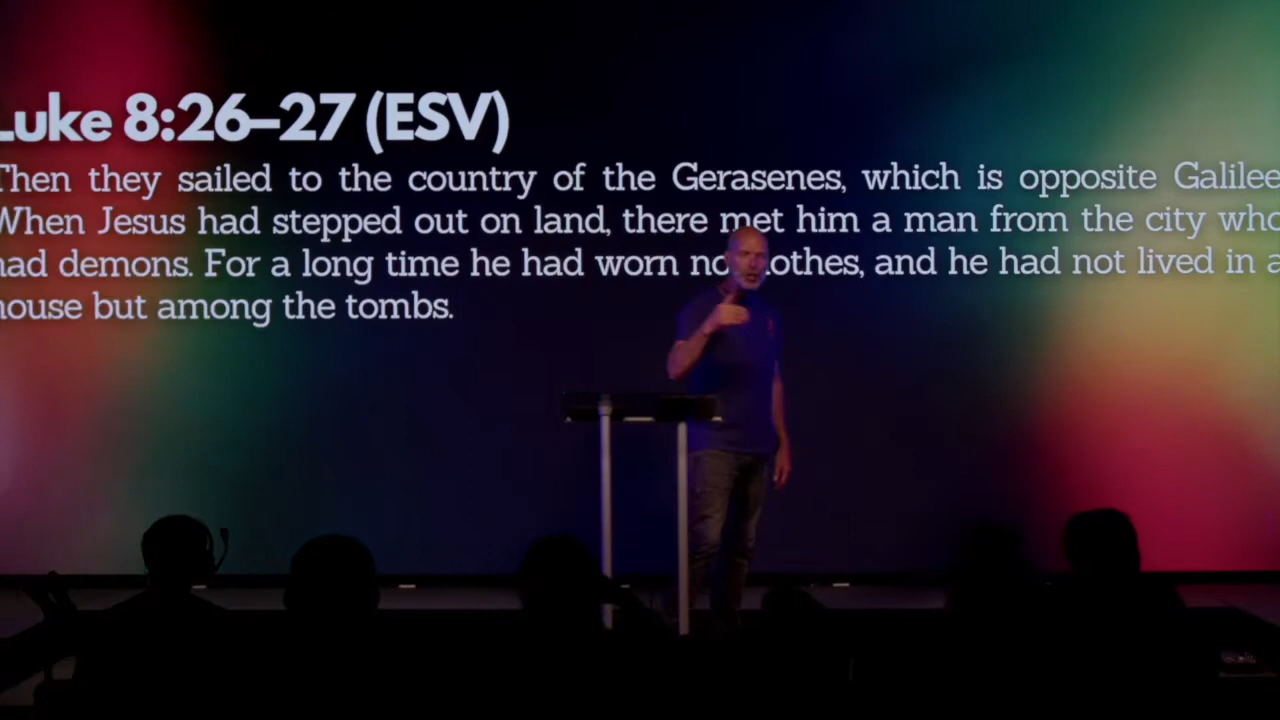 Luke 8:26–27 (ESV)
Then they sailed to the country of the Gerasenes, which is opposite Galilee
When Jesus had stepped out on land, there met him a man from the city who
had demons. For a long time he had worn no clothes, and he had not lived in a
house but among the tombs.